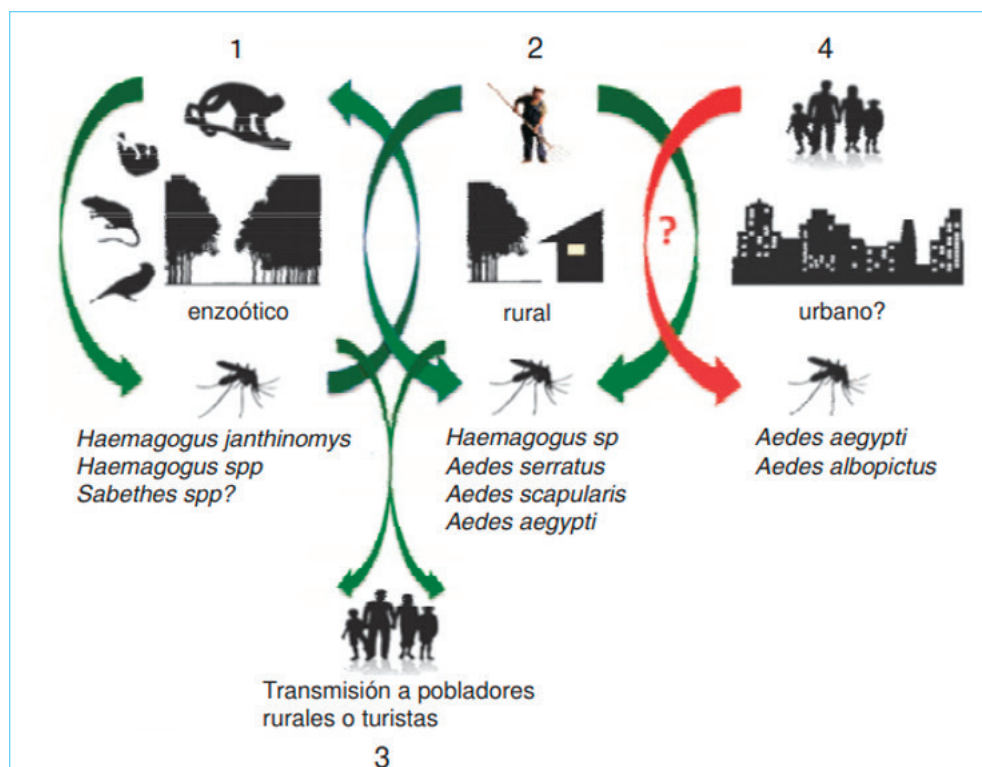 1
2
4
?
enzoótico
rural
urbano?
Haemagogus janthinomys
Haemagogus spp
Sabethes spp?
Haemagogus sp
Aedes serratus
Aedes scapularis
Aedes aegypti
Aedes aegypti
Aedes albopictus
Transmisión a pobladores
rurales o turistas
3